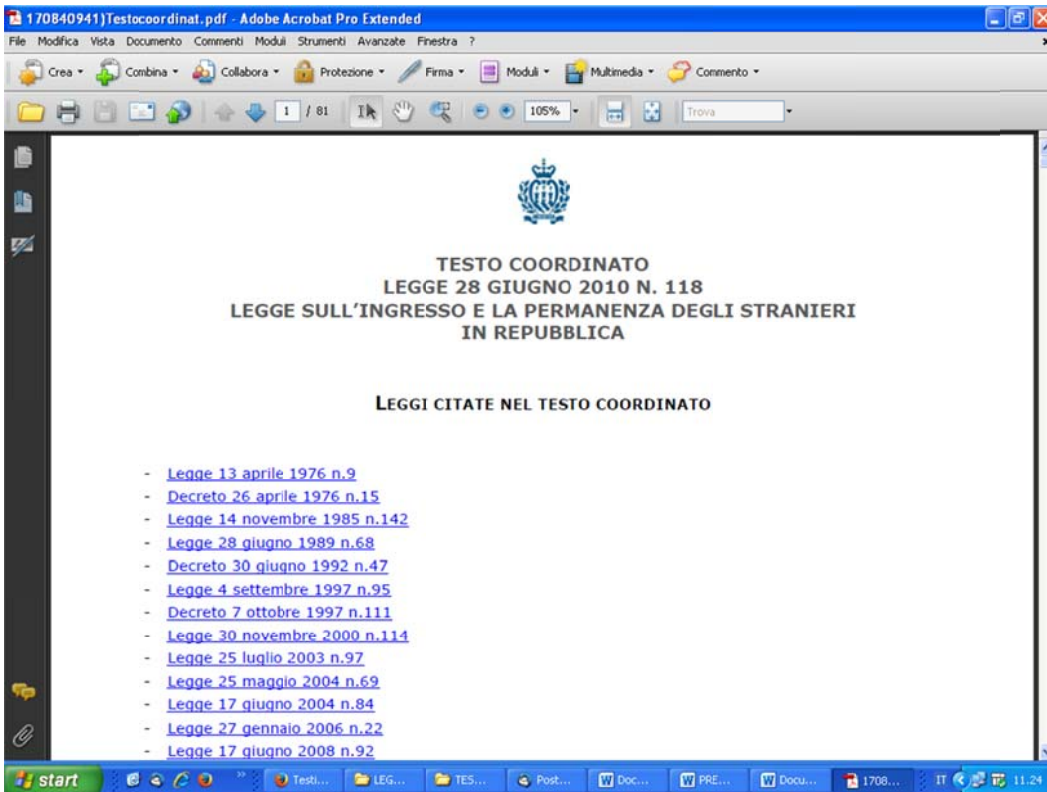 170840941)Testocoordinat.pdf - Adobe Acrobat Pro Extended
File Modifica Vista Documento Commenti Moduli Strumenti Avanzate Finestra ?
Crea Combina Collabora Protezione Firma Moduli Multimedia Commento
1 / 81 105% Trova
TESTO COORDINATO
LEGGE 28 GIUGNO 2010 N. 118
LEGGE SULL'INGRESSO E LA PERMANENZA DEGLI STRANIERI
IN REPUBBLICA
LEGGI CITATE NEL TESTO COORDINATO
- Legge 13 aprile 1976 n.9
- Decreto 26 aprile 1976 n.15
- Legge 14 novembre 1985 n.142
- Legge 28 giugno 1989 n.68
- Decreto 30 giugno 1992 n.47
- Legge 4 settembre 1997 n.95
- Decreto 7 ottobre 1997 n.111
- Legge 30 novembre 2000 n.114
- Legge 25 luglio 2003 n.97
- Legge 25 maggio 2004 n.69
- Legge 17 giugno 2004 n.84
- Legge 27 gennaio 2006 n.22
- Legge 17 giugno 2008 n.92
start Testi... LEG... TES... Post... Doc... PRE... Docu... 1708... IT 11.24